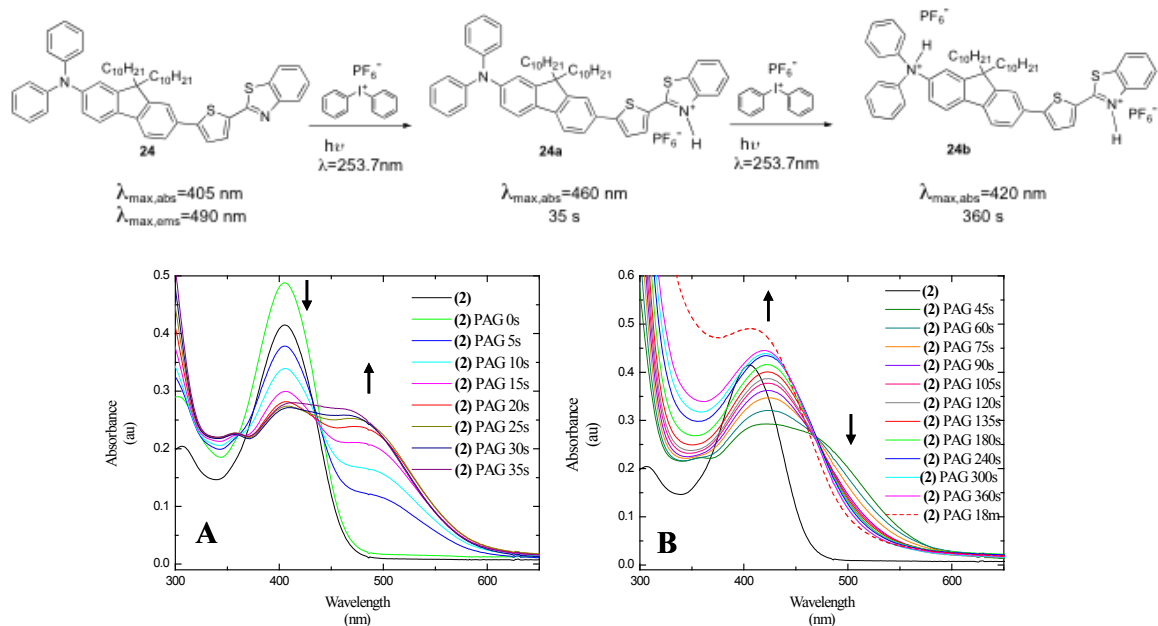 PF6⁻
I⁺
hυ
λ=253.7nm
PF6⁻
I⁺
hυ
λ=253.7nm
N
C10H21 C10H21
S
S
N
24
λmax,abs=405 nm
λmax,ems=490 nm
N
C10H21 C10H21
S
S
N⁺
H
PF6⁻
24a
λmax,abs=460 nm
35 s
PF6⁻
H
N⁺
C10H21 C10H21
S
S
N⁺
H
PF6⁻
24b
λmax,abs=420 nm
360 s
0.5
0.4
0.3
0.2
0.1
0.0
300 400 500 600
Absorbance
(au)
Wavelength
(nm)
A
(2)
(2) PAG 0s
(2) PAG 5s
(2) PAG 10s
(2) PAG 15s
(2) PAG 20s
(2) PAG 25s
(2) PAG 30s
(2) PAG 35s
0.6
0.5
0.4
0.3
0.2
0.1
0.0
300 400 500 600
Absorbance
(au)
Wavelength
(nm)
B
(2)
(2) PAG 45s
(2) PAG 60s
(2) PAG 75s
(2) PAG 90s
(2) PAG 105s
(2) PAG 120s
(2) PAG 135s
(2) PAG 180s
(2) PAG 240s
(2) PAG 300s
(2) PAG 360s
(2) PAG 18m